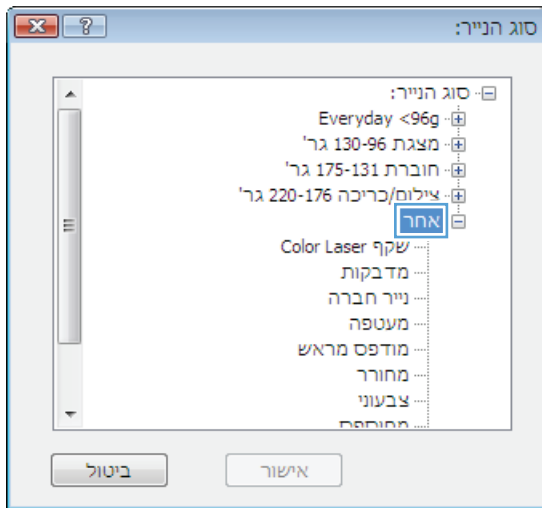 סוג הנייר:
סוג הנייר:
Everyday <96g
מצגת 130-96 גר'
חוברת 175-131 גר'
צילום/כריכה 220-176 גר'
אחר
שקף Color Laser
מדבקות
נייר חברה
מעטפה
מודפס מראש
מחורר
צבעוני
מחוספס
אישור
ביטול